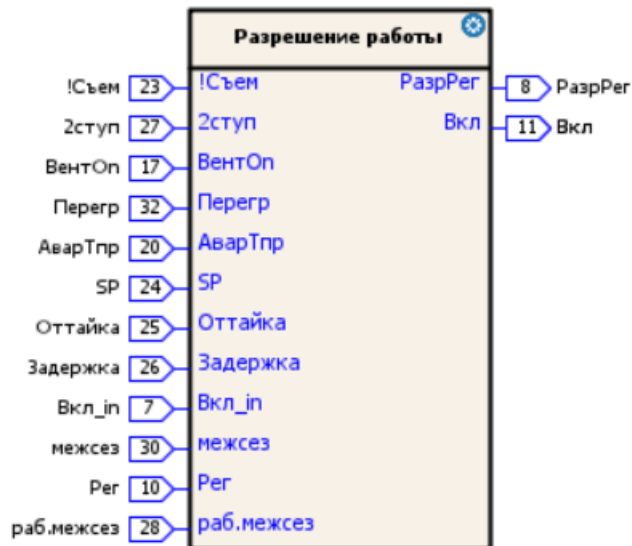 Разрешение работы
!Съем 23 !Съем РазрРег 8 РазрРег
2ступ 27 2ступ Вкл 11 Вкл
ВентOn 17 ВентOn
Перегр 32 Перегр
АварТпр 20 АварТпр
SP 24 SP
Оттайка 25 Оттайка
Задержка 26 Задержка
Вкл_in 7 Вкл_in
межсез 30 межсез
Рег 10 Рег
раб.межсез 28 раб.межсез